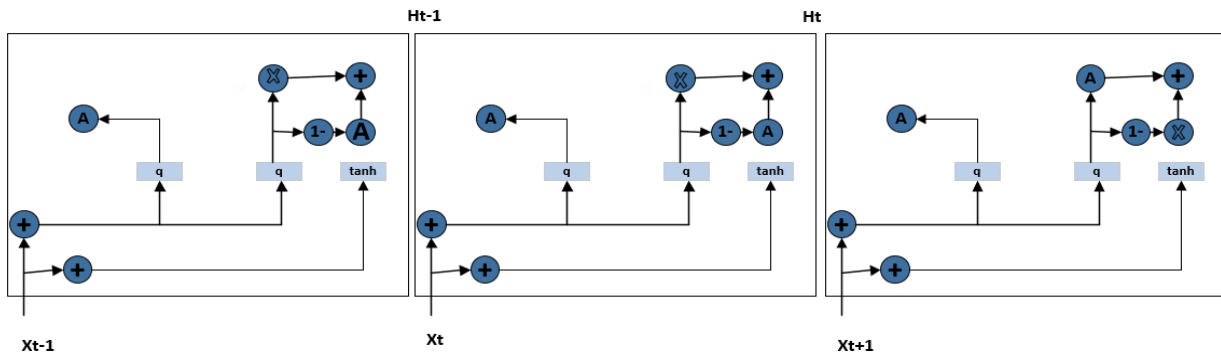 Ht-1
Ht
X + X + A +
A A A
1- A 1- A 1- X
q q tanh q q tanh q q tanh
+ + +
+ + +
Xt-1 Xt Xt+1